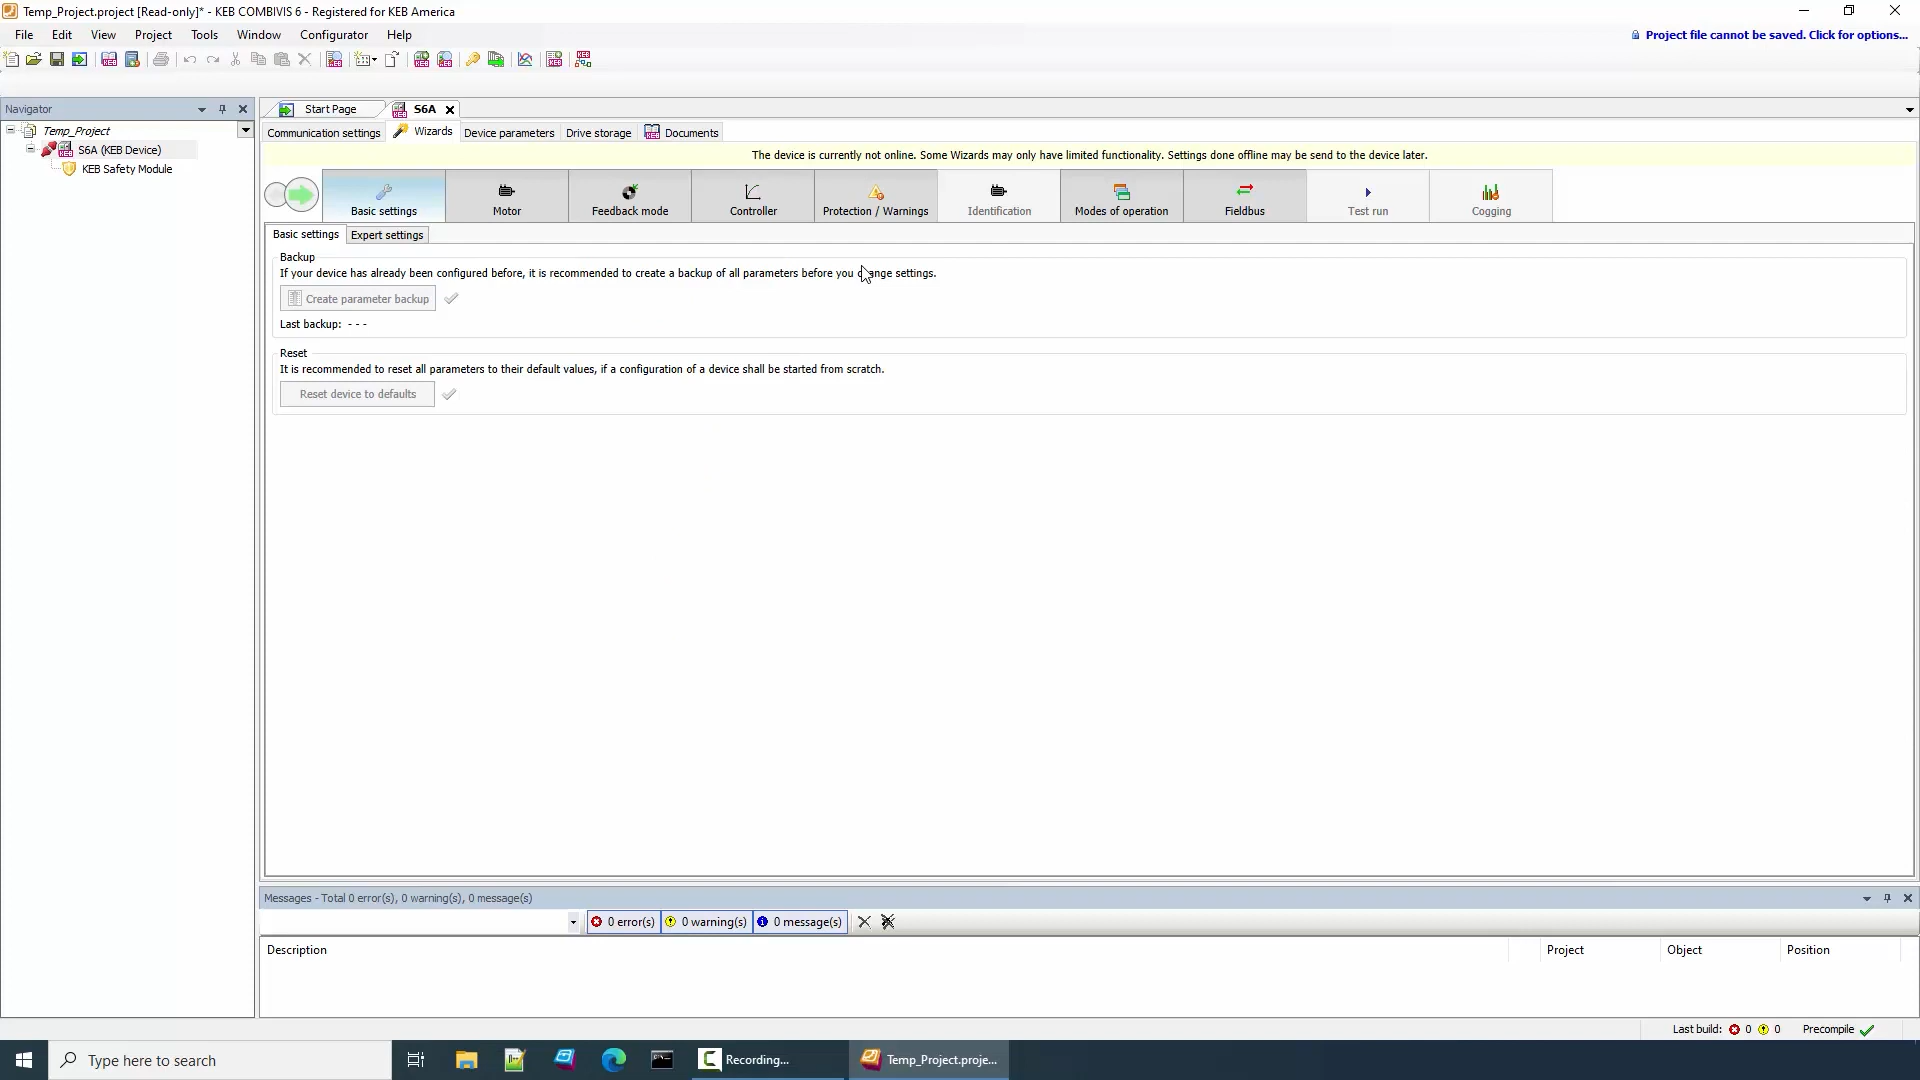 Temp_Project.project [Read-only]* - KEB COMBIVIS 6 - Registered for KEB America
File Edit View Project Tools Window Configurator Help
Project file cannot be saved. Click for options...
Navigator
Start Page
S6A
Temp_Project
S6A (KEB Device)
KEB Safety Module
Communication settings Wizards Device parameters Drive storage Documents
The device is currently not online. Some Wizards may only have limited functionality. Settings done offline may be send to the device later.
Basic settings
Motor
Feedback mode
Controller
Protection / Warnings
Identification
Modes of operation
Fieldbus
Test run
Cogging
Basic settings Expert settings
Backup
If your device has already been configured before, it is recommended to create a backup of all parameters before you change settings.
Create parameter backup
Last backup: - - -
Reset
It is recommended to reset all parameters to their default values, if a configuration of a device shall be started from scratch.
Reset device to defaults
Messages - Total 0 error(s), 0 warning(s), 0 message(s)
0 error(s) 0 warning(s) 0 message(s)
Description Project Object Position
Last build: 0 0 Precompile
Type here to search
Recording...
Temp_Project.proje...